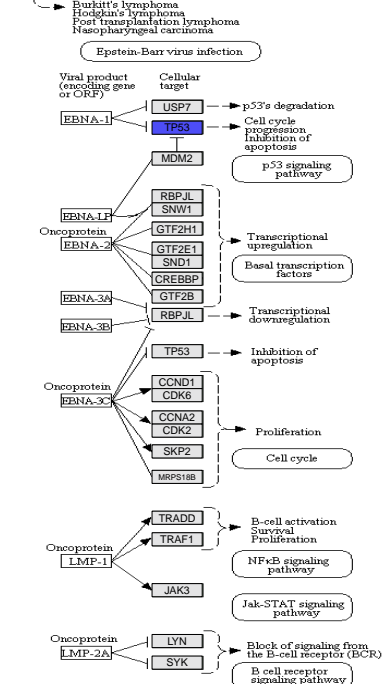 Burkitt's lymphoma
Hodgkin's lymphoma
Post transplantation lymphoma
Nasopharyngeal carcinoma
Epstein-Barr virus infection
Viral product
(encoding gene
or ORF)
Cellular
target
EBNA-1
USP7
p53's degradation
TP53
Cell cycle
progression
Inhibition of
apoptosis
MDM2
p53 signaling
pathway
EBNA-LP
RBPJL
SNW1
Oncoprotein
EBNA-2
GTF2H1
GTF2E1
SND1
CREBBP
GTF2B
Transcriptional
upregulation
Basal transcription
factors
EBNA-3A
EBNA-3B
RBPJL
Transcriptional
downregulation
TP53
Inhibition of
apoptosis
Oncoprotein
EBNA-3C
CCND1
CDK6
CCNA2
CDK2
SKP2
MRPS18B
Proliferation
Cell cycle
Oncoprotein
LMP-1
TRADD
TRAF1
JAK3
B-cell activation
Survival
Proliferation
NFκB signaling
pathway
Jak-STAT signaling
pathway
Oncoprotein
LMP-2A
LYN
SYK
Block of signaling from
the B-cell receptor (BCR)
B cell receptor
signaling pathway